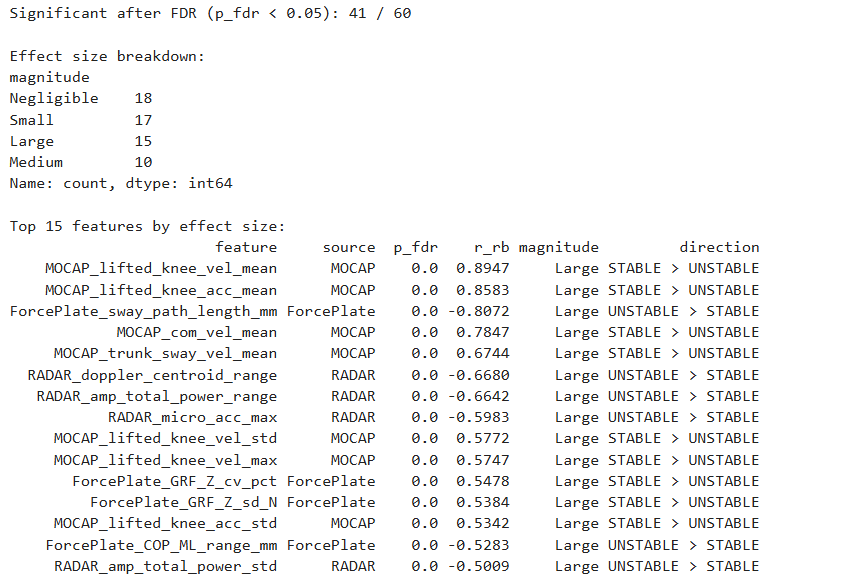 Significant after FDR (p_fdr < 0.05): 41 / 60
Effect size breakdown:
magnitude
Negligible    18
Small         17
Large         15
Medium        10
Name: count, dtype: int64
Top 15 features by effect size:
feature source p_fdr r_rb magnitude direction
MOCAP_lifted_knee_vel_mean MOCAP 0.0 0.8947 Large STABLE > UNSTABLE
MOCAP_lifted_knee_acc_mean MOCAP 0.0 0.8583 Large STABLE > UNSTABLE
ForcePlate_sway_path_length_mm ForcePlate 0.0 -0.8072 Large UNSTABLE > STABLE
MOCAP_com_vel_mean MOCAP 0.0 0.7847 Large STABLE > UNSTABLE
MOCAP_trunk_sway_vel_mean MOCAP 0.0 0.6744 Large STABLE > UNSTABLE
RADAR_doppler_centroid_range RADAR 0.0 -0.6680 Large UNSTABLE > STABLE
RADAR_amp_total_power_range RADAR 0.0 -0.6642 Large UNSTABLE > STABLE
RADAR_micro_acc_max RADAR 0.0 -0.5983 Large UNSTABLE > STABLE
MOCAP_lifted_knee_vel_std MOCAP 0.0 0.5772 Large STABLE > UNSTABLE
MOCAP_lifted_knee_vel_max MOCAP 0.0 0.5747 Large STABLE > UNSTABLE
ForcePlate_GRF_Z_cv_pct ForcePlate 0.0 0.5478 Large STABLE > UNSTABLE
ForcePlate_GRF_Z_sd_N ForcePlate 0.0 0.5384 Large STABLE > UNSTABLE
MOCAP_lifted_knee_acc_std MOCAP 0.0 0.5342 Large STABLE > UNSTABLE
ForcePlate_COP_ML_range_mm ForcePlate 0.0 -0.5283 Large UNSTABLE > STABLE
RADAR_amp_total_power_std RADAR 0.0 -0.5009 Large UNSTABLE > STABLE